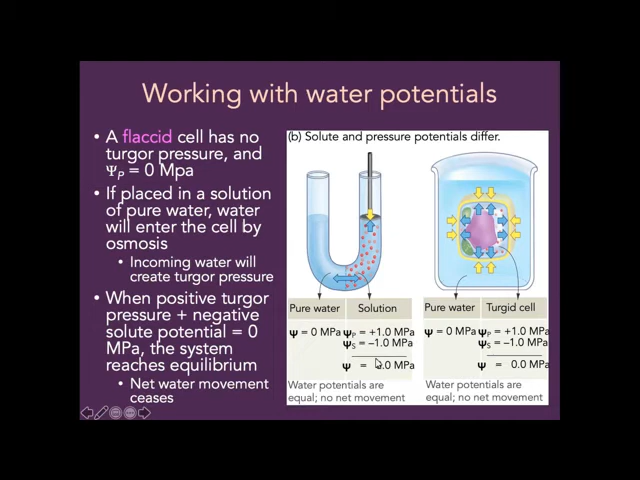 Working with water potentials
• A flaccid cell has no
turgor pressure, and
ΨP = 0 Mpa
• If placed in a solution
of pure water, water
will enter the cell by
osmosis
• Incoming water will
create turgor pressure
• When positive turgor
pressure + negative
solute potential = 0
MPa, the system
reaches equilibrium
• Net water movement
ceases
(b) Solute and pressure potentials differ.
Pure water
Solution
Ψ = 0 MPa
ΨP = +1.0 MPa
ΨS = –1.0 MPa
Ψ = 0.0 MPa
Water potentials are
equal; no net movement
Pure water
Turgid cell
Ψ = 0 MPa
ΨP = +1.0 MPa
ΨS = –1.0 MPa
Ψ = 0.0 MPa
Water potentials are
equal; no net movement